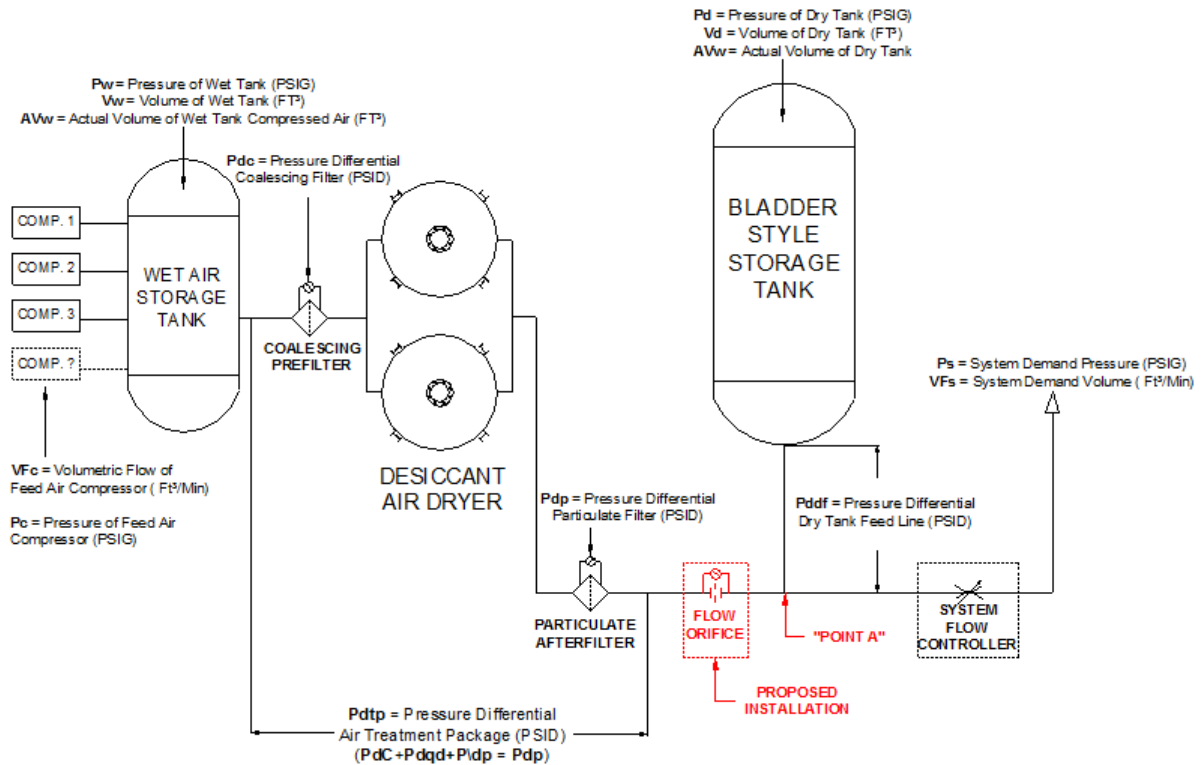 Pd = Pressure of Dry Tank (PSIG)
Vd = Volume of Dry Tank (FT³)
AVw = Actual Volume of Dry Tank
Pw = Pressure of Wet Tank (PSIG)
Vw = Volume of Wet Tank (FT³)
AVw = Actual Volume of Wet Tank Compressed Air (FT³)
Pdc = Pressure Differential
Coalescing Filter (PSID)
COMP. 1
COMP. 2
COMP. 3
COMP. ?
WET AIR
STORAGE
TANK
COALESCING
PREFILTER
BLADDER
STYLE
STORAGE
TANK
Ps = System Demand Pressure (PSIG)
VFs = System Demand Volume ( Ft³/Min)
VFc = Volumetric Flow of
Feed Air Compressor ( Ft³/Min)
Pc = Pressure of Feed Air
Compressor (PSIG)
DESICCANT
AIR DRYER
Pdp = Pressure Differential
Particulate Filter (PSID)
Pddf = Pressure Differential
Dry Tank Feed Line (PSID)
PARTICULATE
AFTERFILTER
FLOW
ORIFICE
"POINT A"
SYSTEM
FLOW
CONTROLLER
PROPOSED
INSTALLATION
Pdtp = Pressure Differential
Air Treatment Package (PSID)
(PdC+Pdqd+P\dp = Pdp)